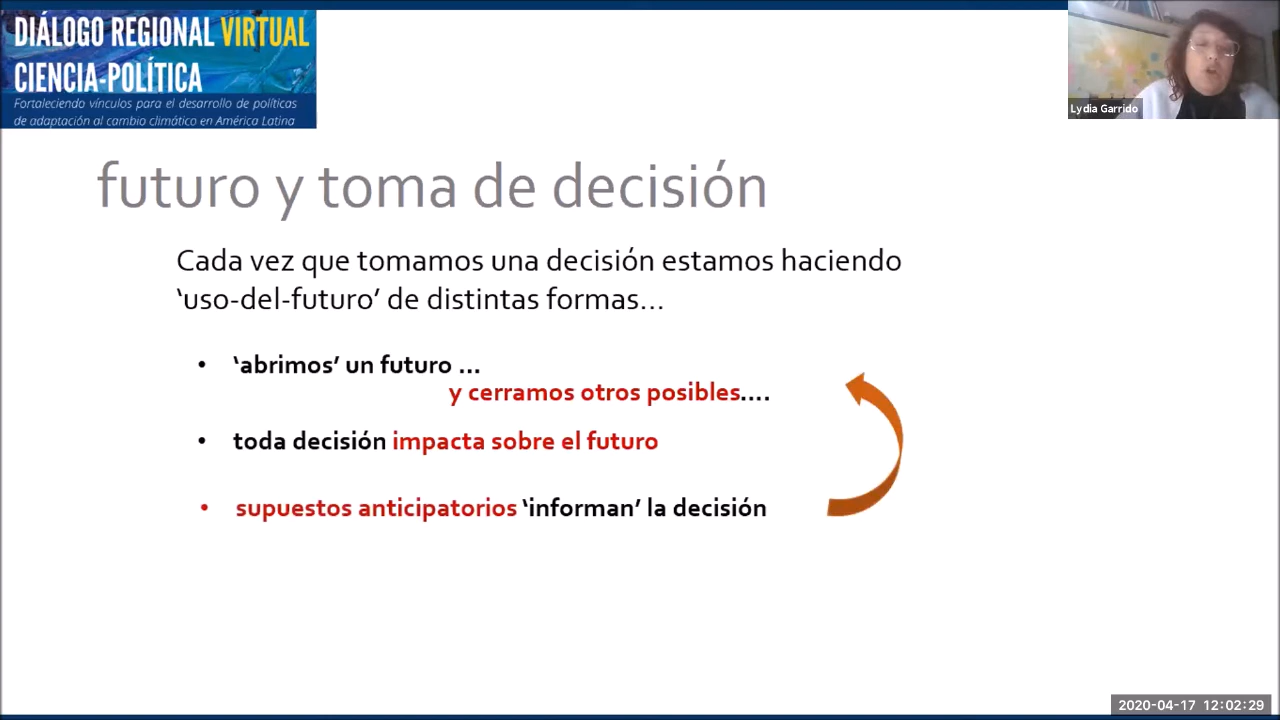 DIÁLOGO REGIONAL VIRTUAL
CIENCIA-POLÍTICA
Fortaleciendo vínculos para el desarrollo de políticas
de adaptación al cambio climático en América Latina
Lydia Garrido
futuro y toma de decisión
Cada vez que tomamos una decisión estamos haciendo
‘uso-del-futuro’ de distintas formas…
• ‘abrimos’ un futuro …
y cerramos otros posibles….
• toda decisión impacta sobre el futuro
• supuestos anticipatorios ‘informan’ la decisión
2020-04-17 12:02:29